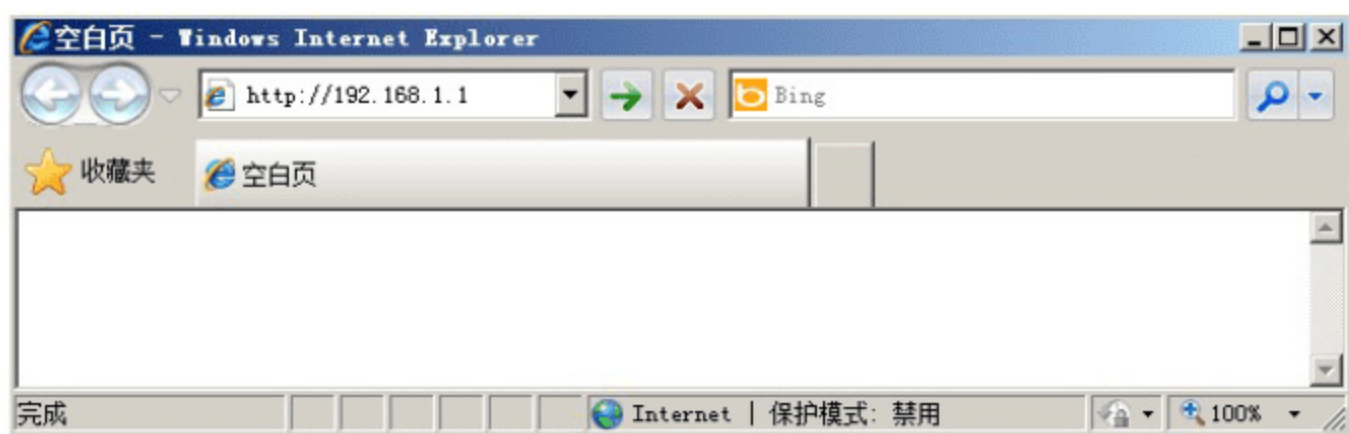 空白页 - Windows Internet Explorer
http://192.168.1.1 Bing
收藏夹 空白页
完成 Internet | 保护模式: 禁用 100%